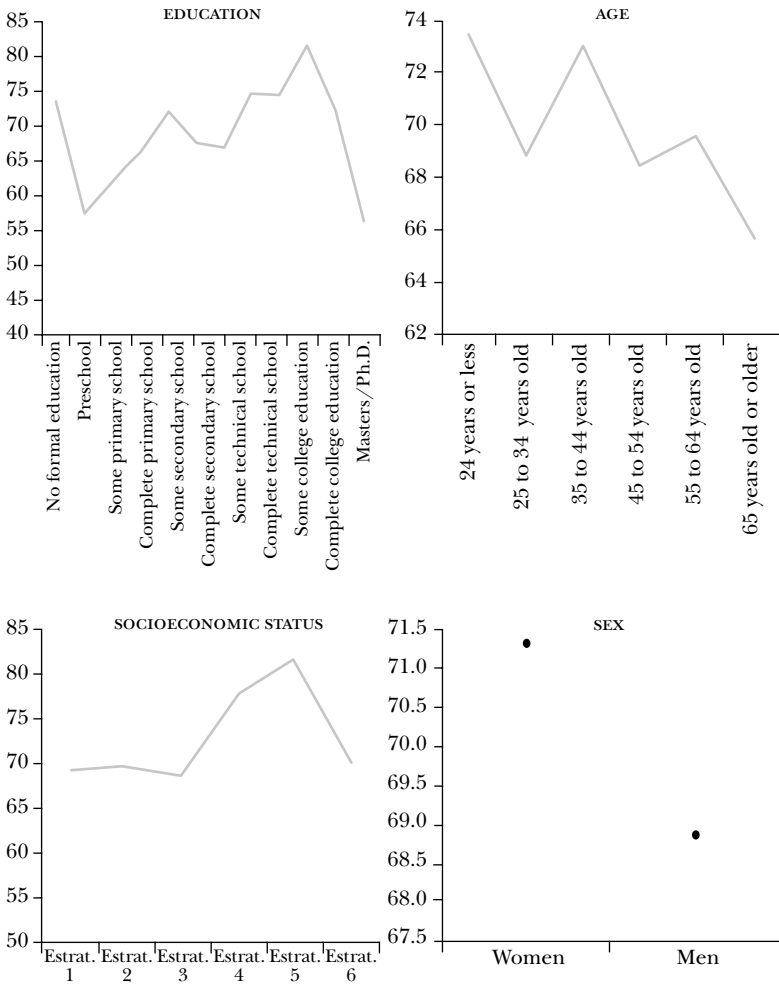 EDUCATION
85
80
75
70
65
60
55
50
45
40
No formal education
Preschool
Some primary school
Complete primary school
Some secondary school
Complete secondary school
Some technical school
Complete technical school
Some college education
Complete college education
Masters/Ph.D.
AGE
74
72
70
68
66
64
62
24 years or less
25 to 34 years old
35 to 44 years old
45 to 54 years old
55 to 64 years old
65 years old or older
SOCIOECONOMIC STATUS
85
80
75
70
65
60
55
50
Estrat. 1
Estrat. 2
Estrat. 3
Estrat. 4
Estrat. 5
Estrat. 6
SEX
71.5
71.0
70.5
70.0
69.5
69.0
68.5
68.0
67.5
Women
Men